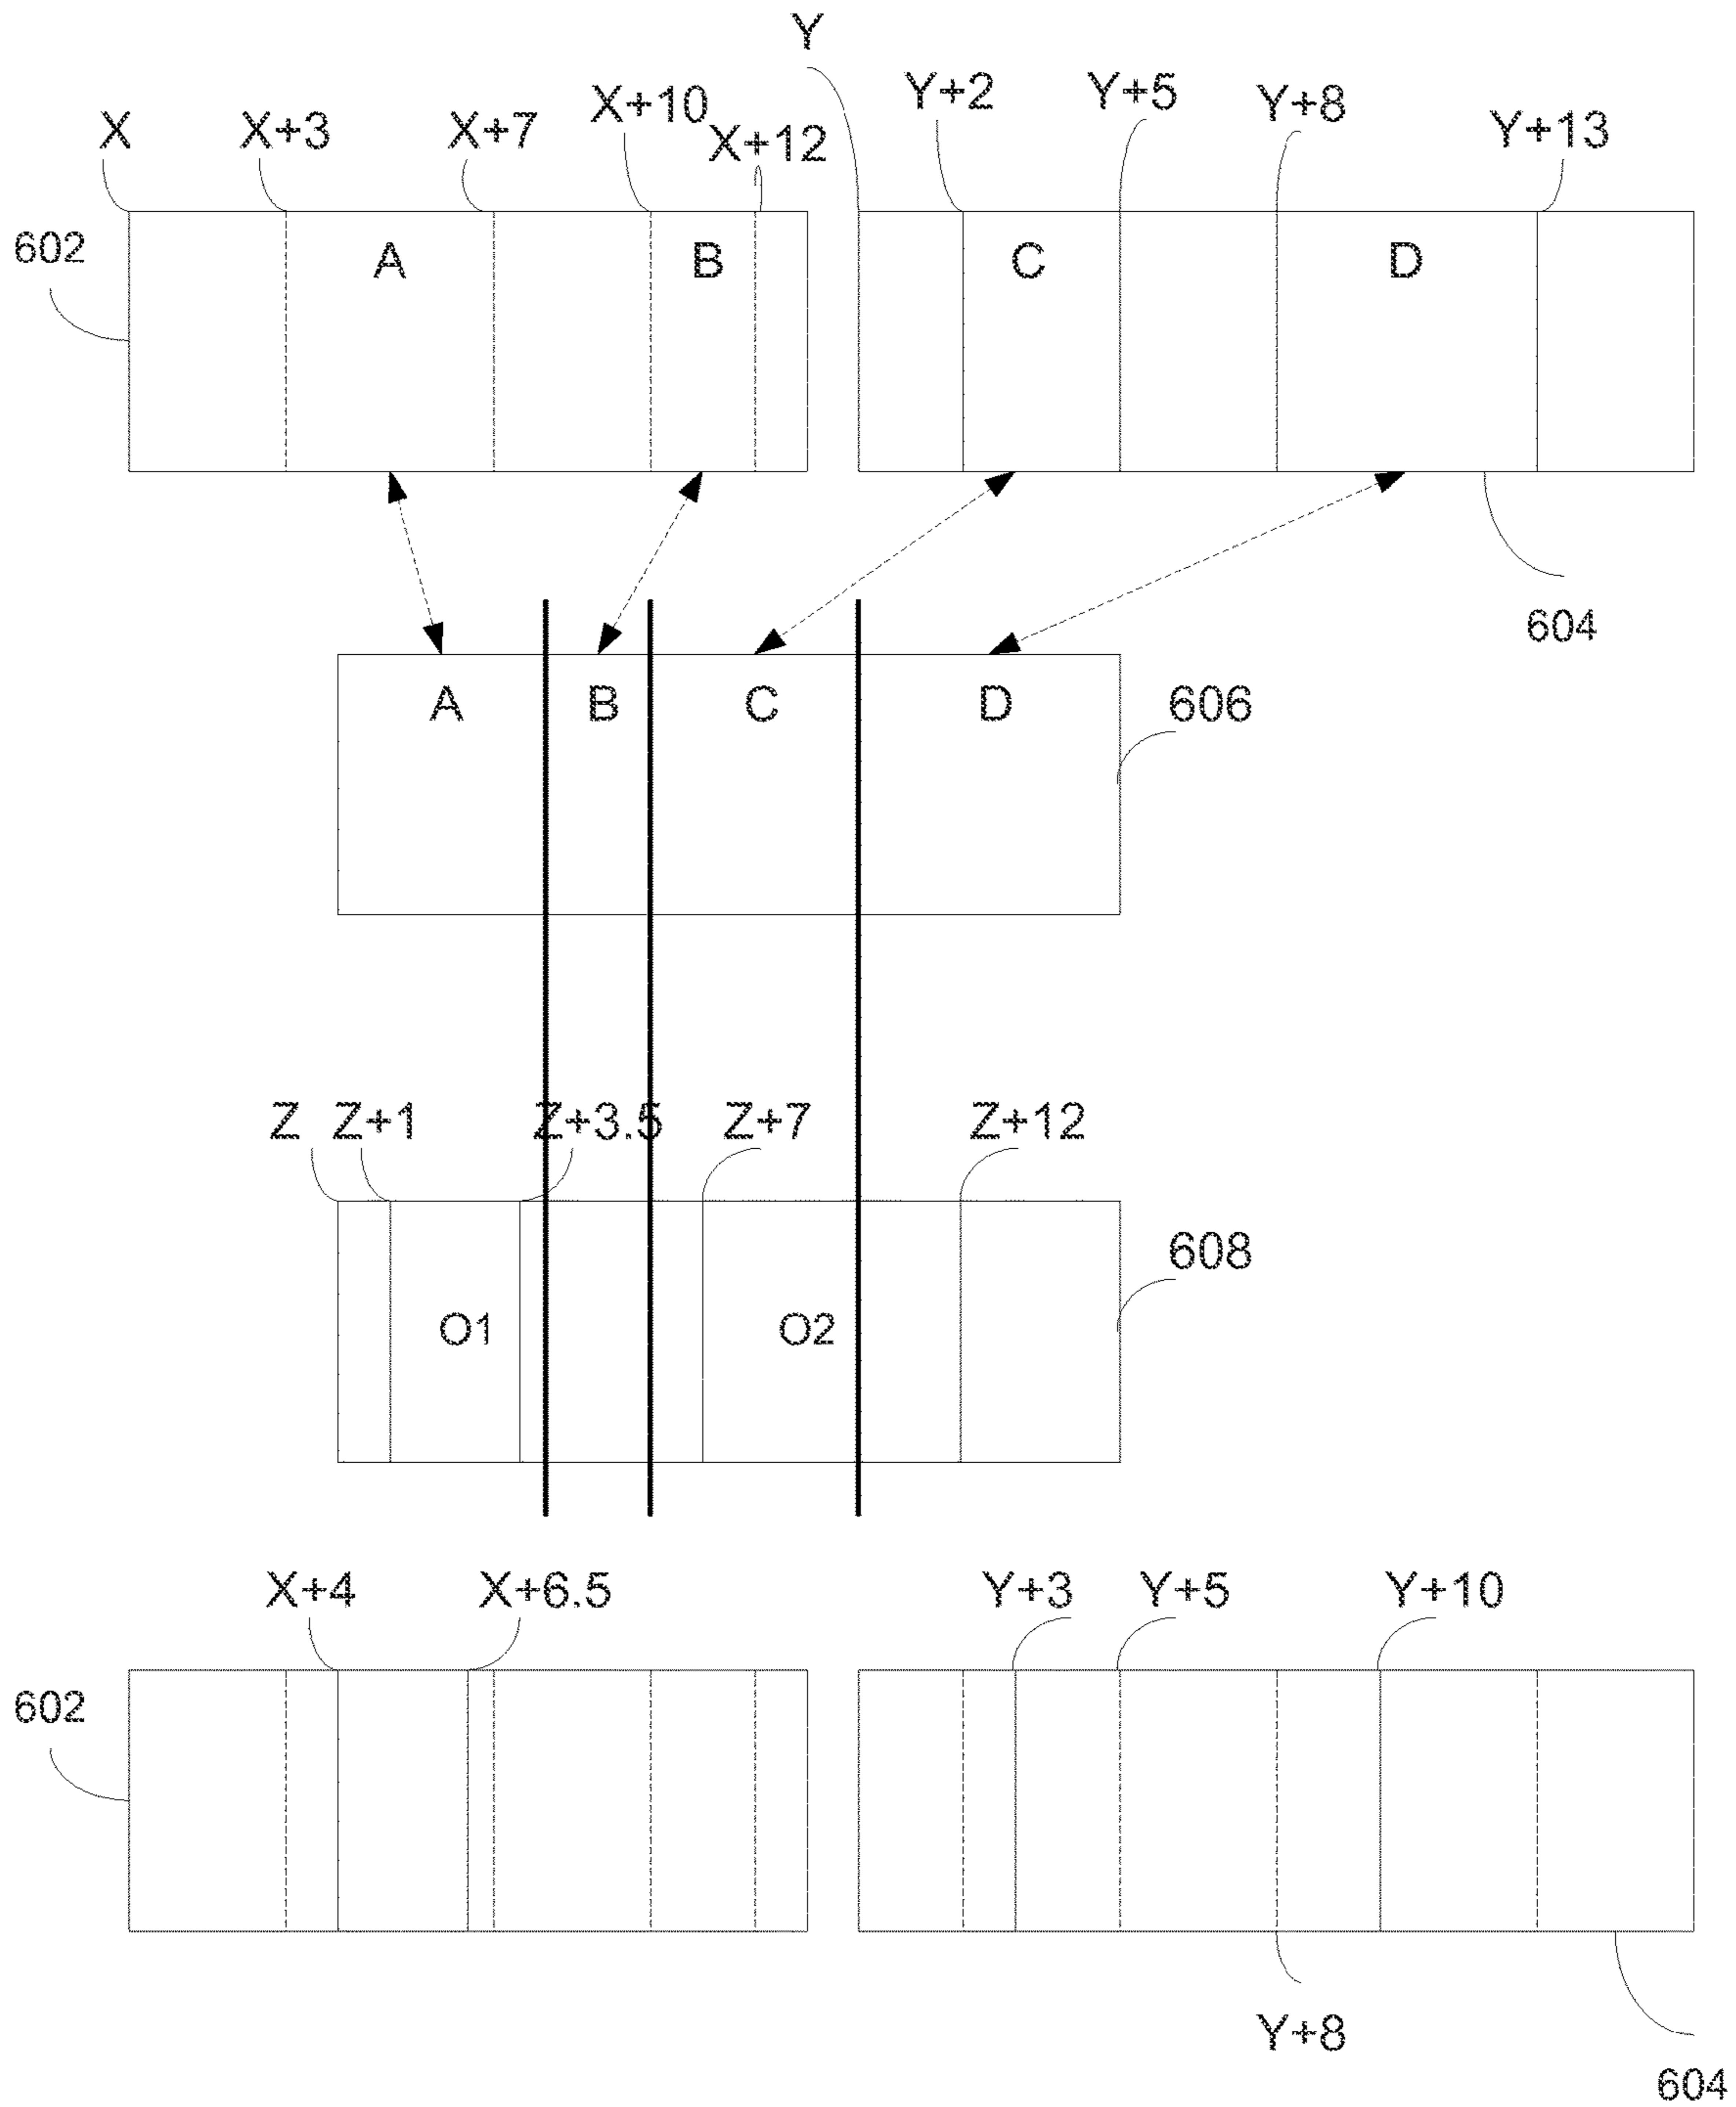 Y
X X+3 X+7 X+10 X+12 Y+2 Y+5 Y+8 Y+13
602 A B C D
604
A B C D 606
Z Z+1 Z+3.5 Z+7 Z+12
608
O1 O2
X+4 X+6.5 Y+3 Y+5 Y+10
602
Y+8
604